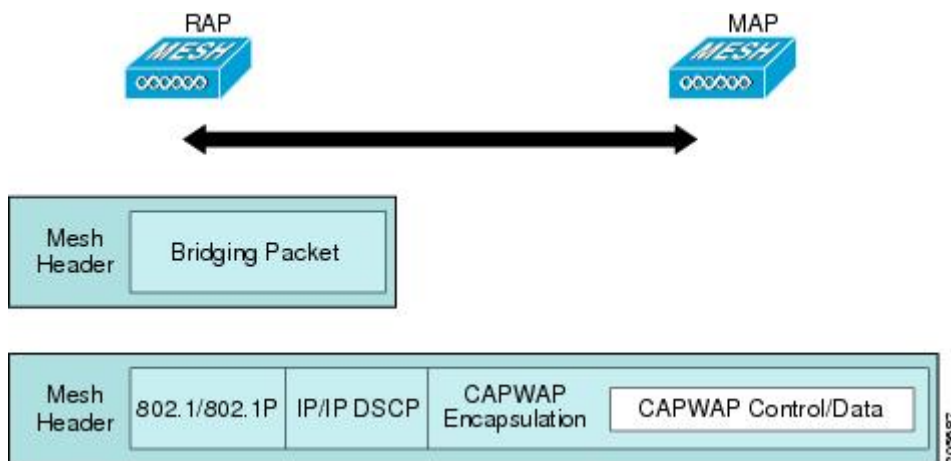 RAP
MAP
MESH
MESH
Mesh
Header
Bridging Packet
Mesh
Header
802.1/802.1P
IP/IP DSCP
CAPWAP
Encapsulation
CAPWAP Control/Data